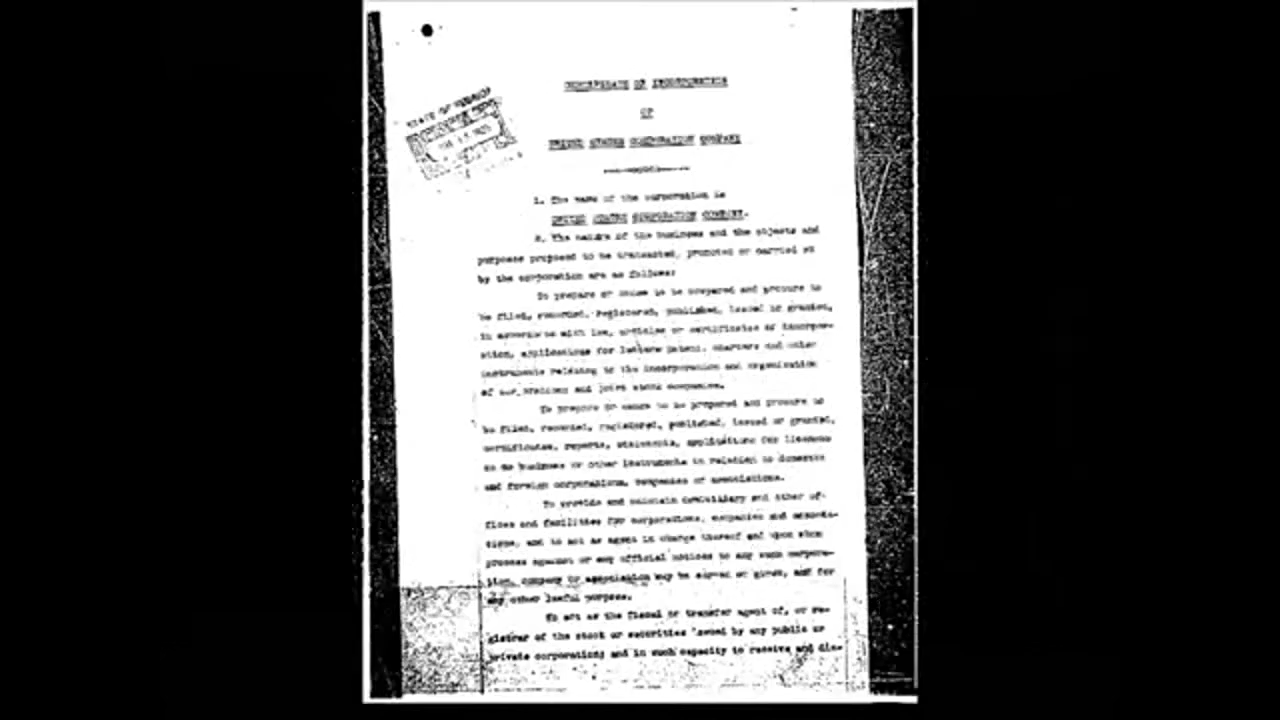 CERTIFICATE OF INCORPORATION
OF
UNITED STATES CORPORATION COMPANY
STATE OF
1. The name of the corporation is
UNITED STATES CORPORATION COMPANY.
2. The nature of the business and the objects and
purposes proposed to be transacted, promoted or carried on
by the corporation are as follows:
To prepare or cause to be prepared and procure to
be filed, recorded, registered, published, issued or granted,
in accordance with law, articles or certificates of incorpor-
ation, applications for letters patent, charters and other
instruments relating to the incorporation and organization
of corporations and joint stock companies.
To prepare or cause to be prepared and procure to
be filed, recorded, registered, published, issued or granted,
certificates, reports, statements, applications for licenses
to do business or other instruments in relation to domestic
and foreign corporations, companies or associations.
To provide and maintain domiciliary and other of-
fices and facilities for corporations, companies and associa-
tions, and to act as agent in charge thereof and upon whom
process against or any official notices to any such corpora-
tion, company or association may be served or given, and for
any other lawful purpose.
To act as the fiscal or transfer agent of, or re-
gistrar of the stock or securities issued by any public or
private corporation; and in such capacity to receive and dis-